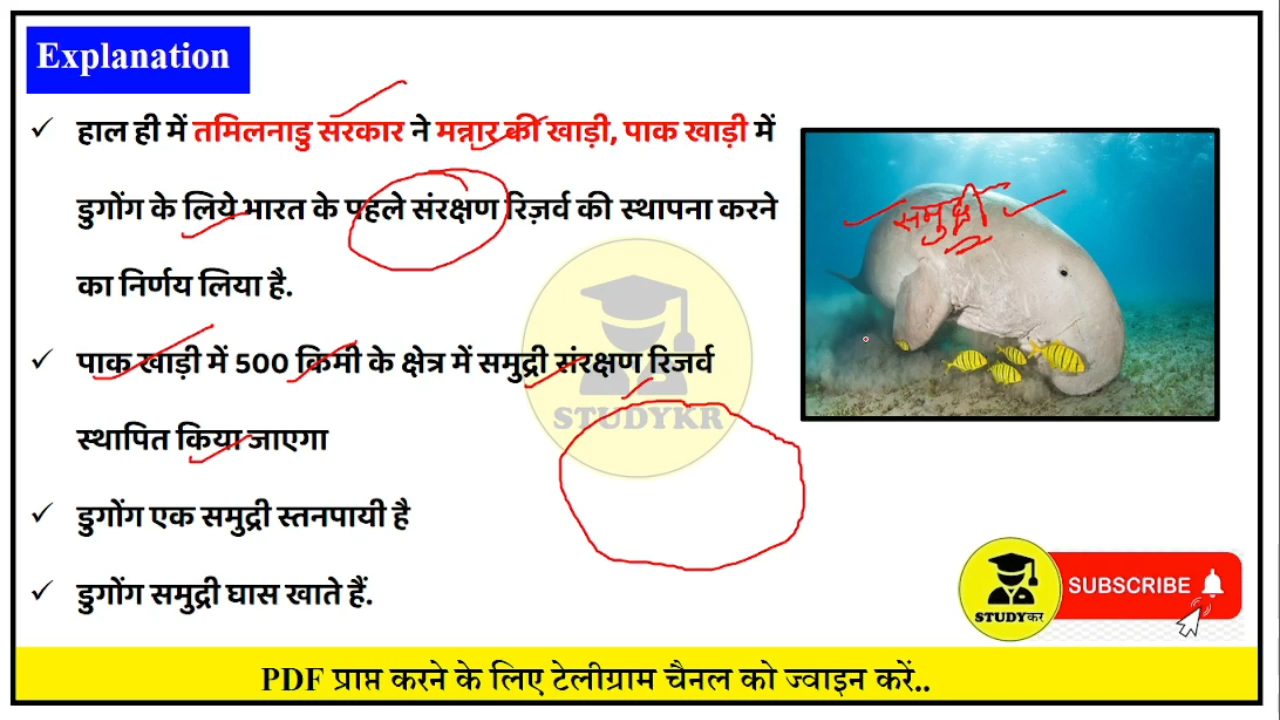 Explanation
✓ हाल ही में तमिलनाडु सरकार ने मन्नार की खाड़ी, पाक खाड़ी में
डुगोंग के लिये भारत के पहले संरक्षण रिज़र्व की स्थापना करने
का निर्णय लिया है.
✓ पाक खाड़ी में 500 किमी के क्षेत्र में समुद्री संरक्षण रिजर्व
स्थापित किया जाएगा
✓ डुगोंग एक समुद्री स्तनपायी है
✓ डुगोंग समुद्री घास खाते हैं.
समुद्री
STUDYKR
STUDYकर
SUBSCRIBE
PDF प्राप्त करने के लिए टेलीग्राम चैनल को ज्वाइन करें..